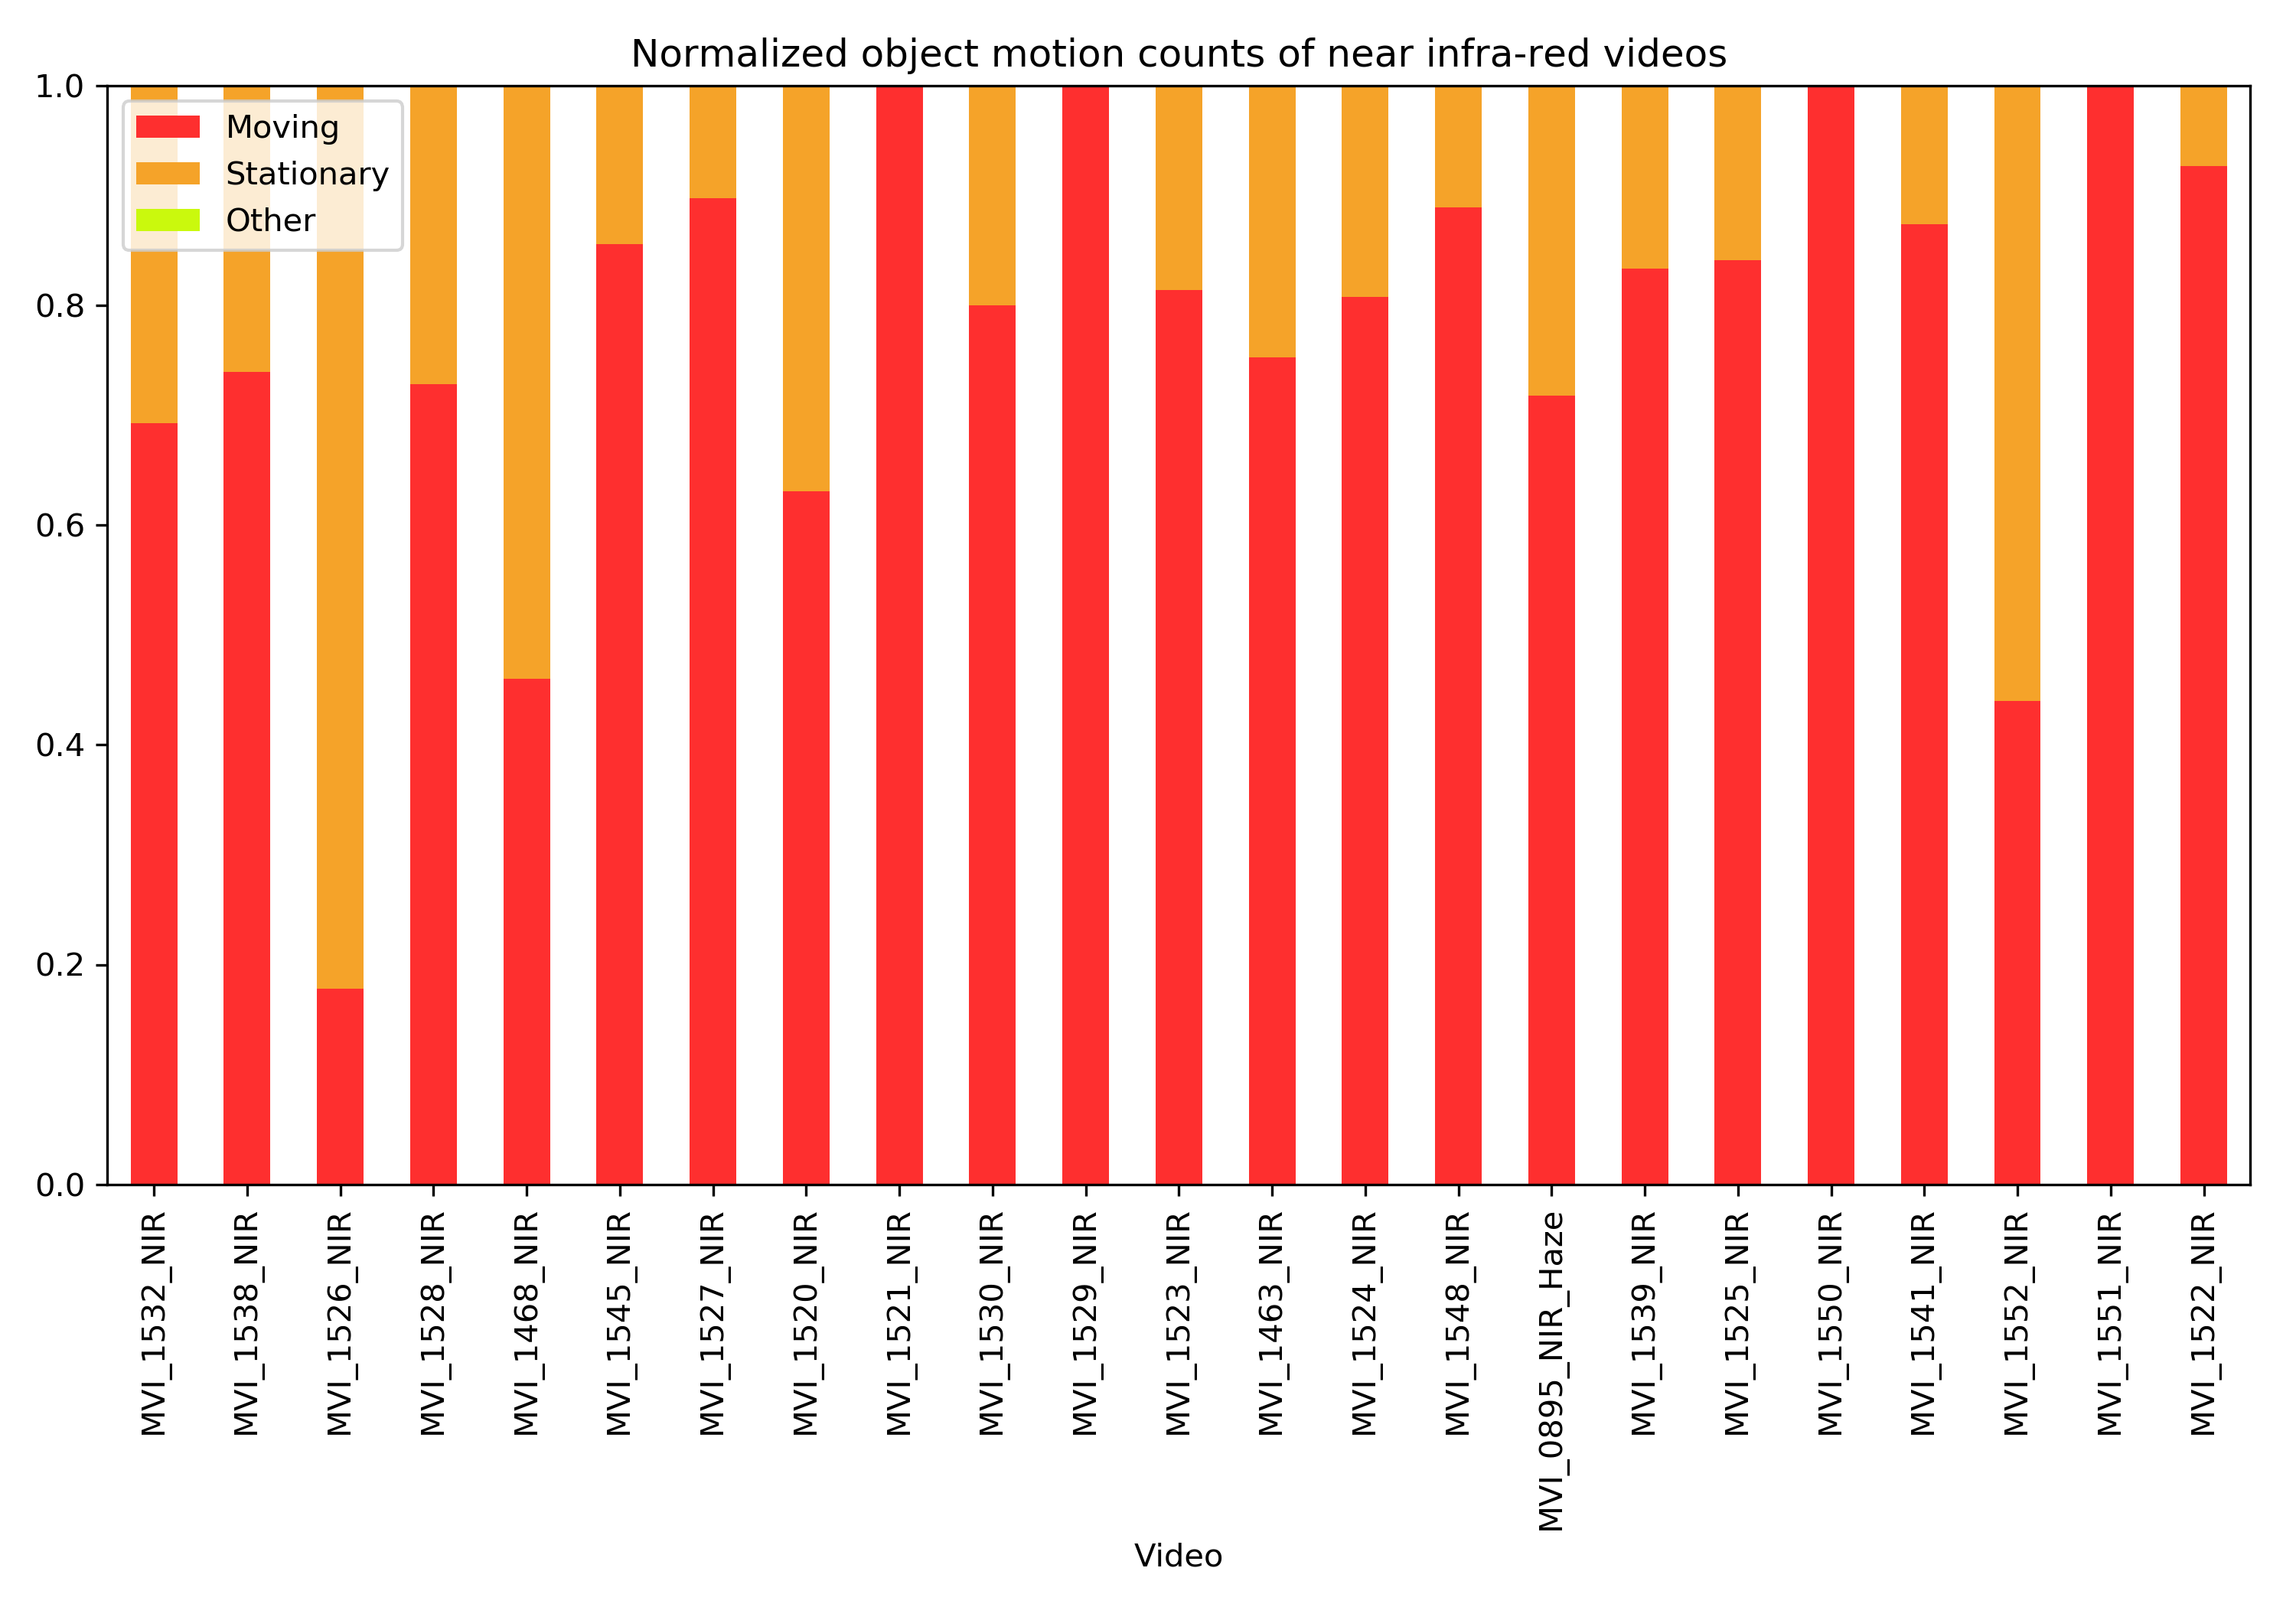 Normalized object motion counts of near infra-red videos
1.0
0.8
0.6
0.4
0.2
0.0
Moving
Stationary
Other
MVI_1532_NIR
MVI_1538_NIR
MVI_1526_NIR
MVI_1528_NIR
MVI_1468_NIR
MVI_1545_NIR
MVI_1527_NIR
MVI_1520_NIR
MVI_1521_NIR
MVI_1530_NIR
MVI_1529_NIR
MVI_1523_NIR
MVI_1463_NIR
MVI_1524_NIR
MVI_1548_NIR
MVI_0895_NIR_Haze
MVI_1539_NIR
MVI_1525_NIR
MVI_1550_NIR
MVI_1541_NIR
MVI_1552_NIR
MVI_1551_NIR
MVI_1522_NIR
Video